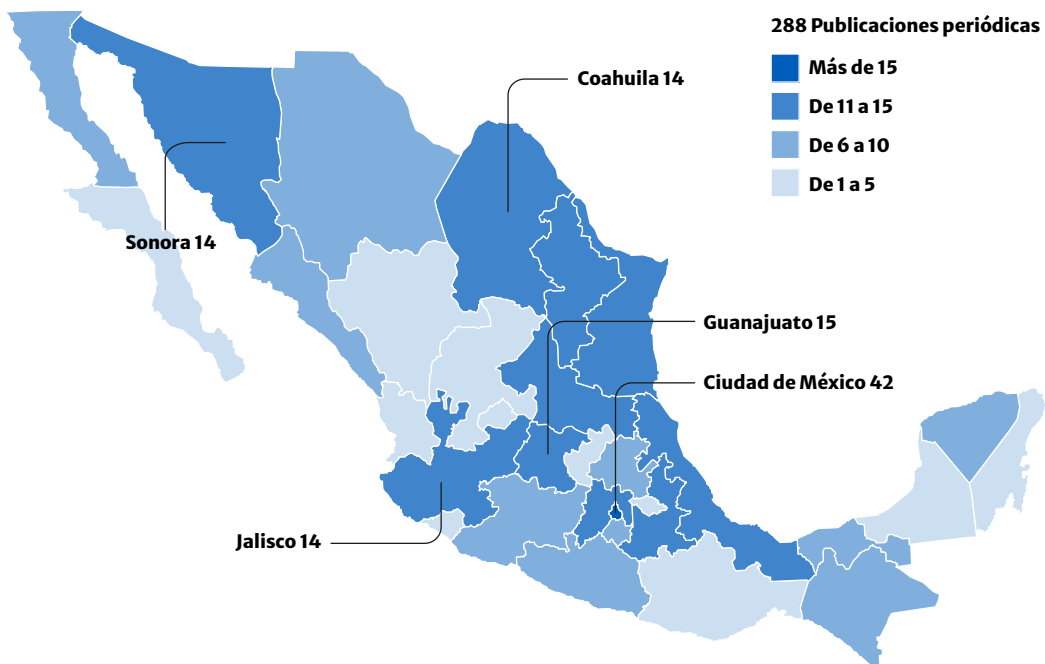 288 Publicaciones periódicas
Más de 15
De 11 a 15
De 6 a 10
De 1 a 5
Coahuila 14
Sonora 14
Guanajuato 15
Ciudad de México 42
Jalisco 14